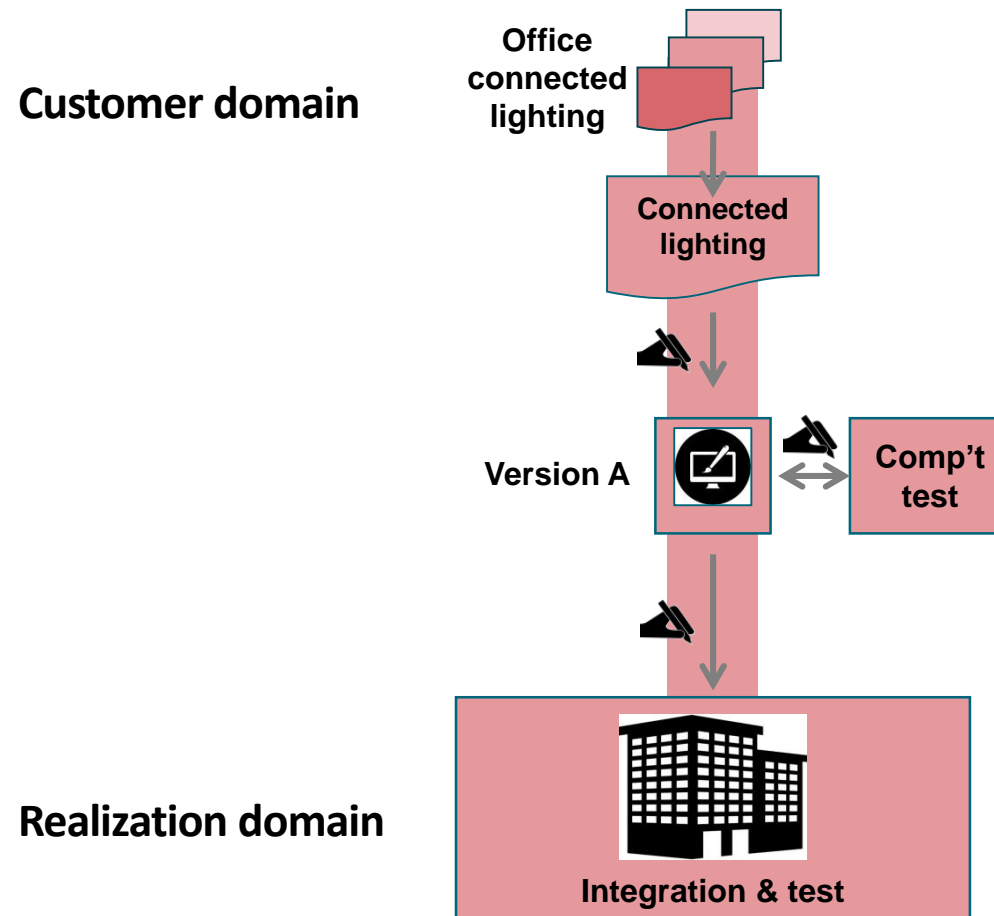 Office
connected
lighting
Customer domain
Connected
lighting
Version A
Comp't
test
Realization domain
Integration & test